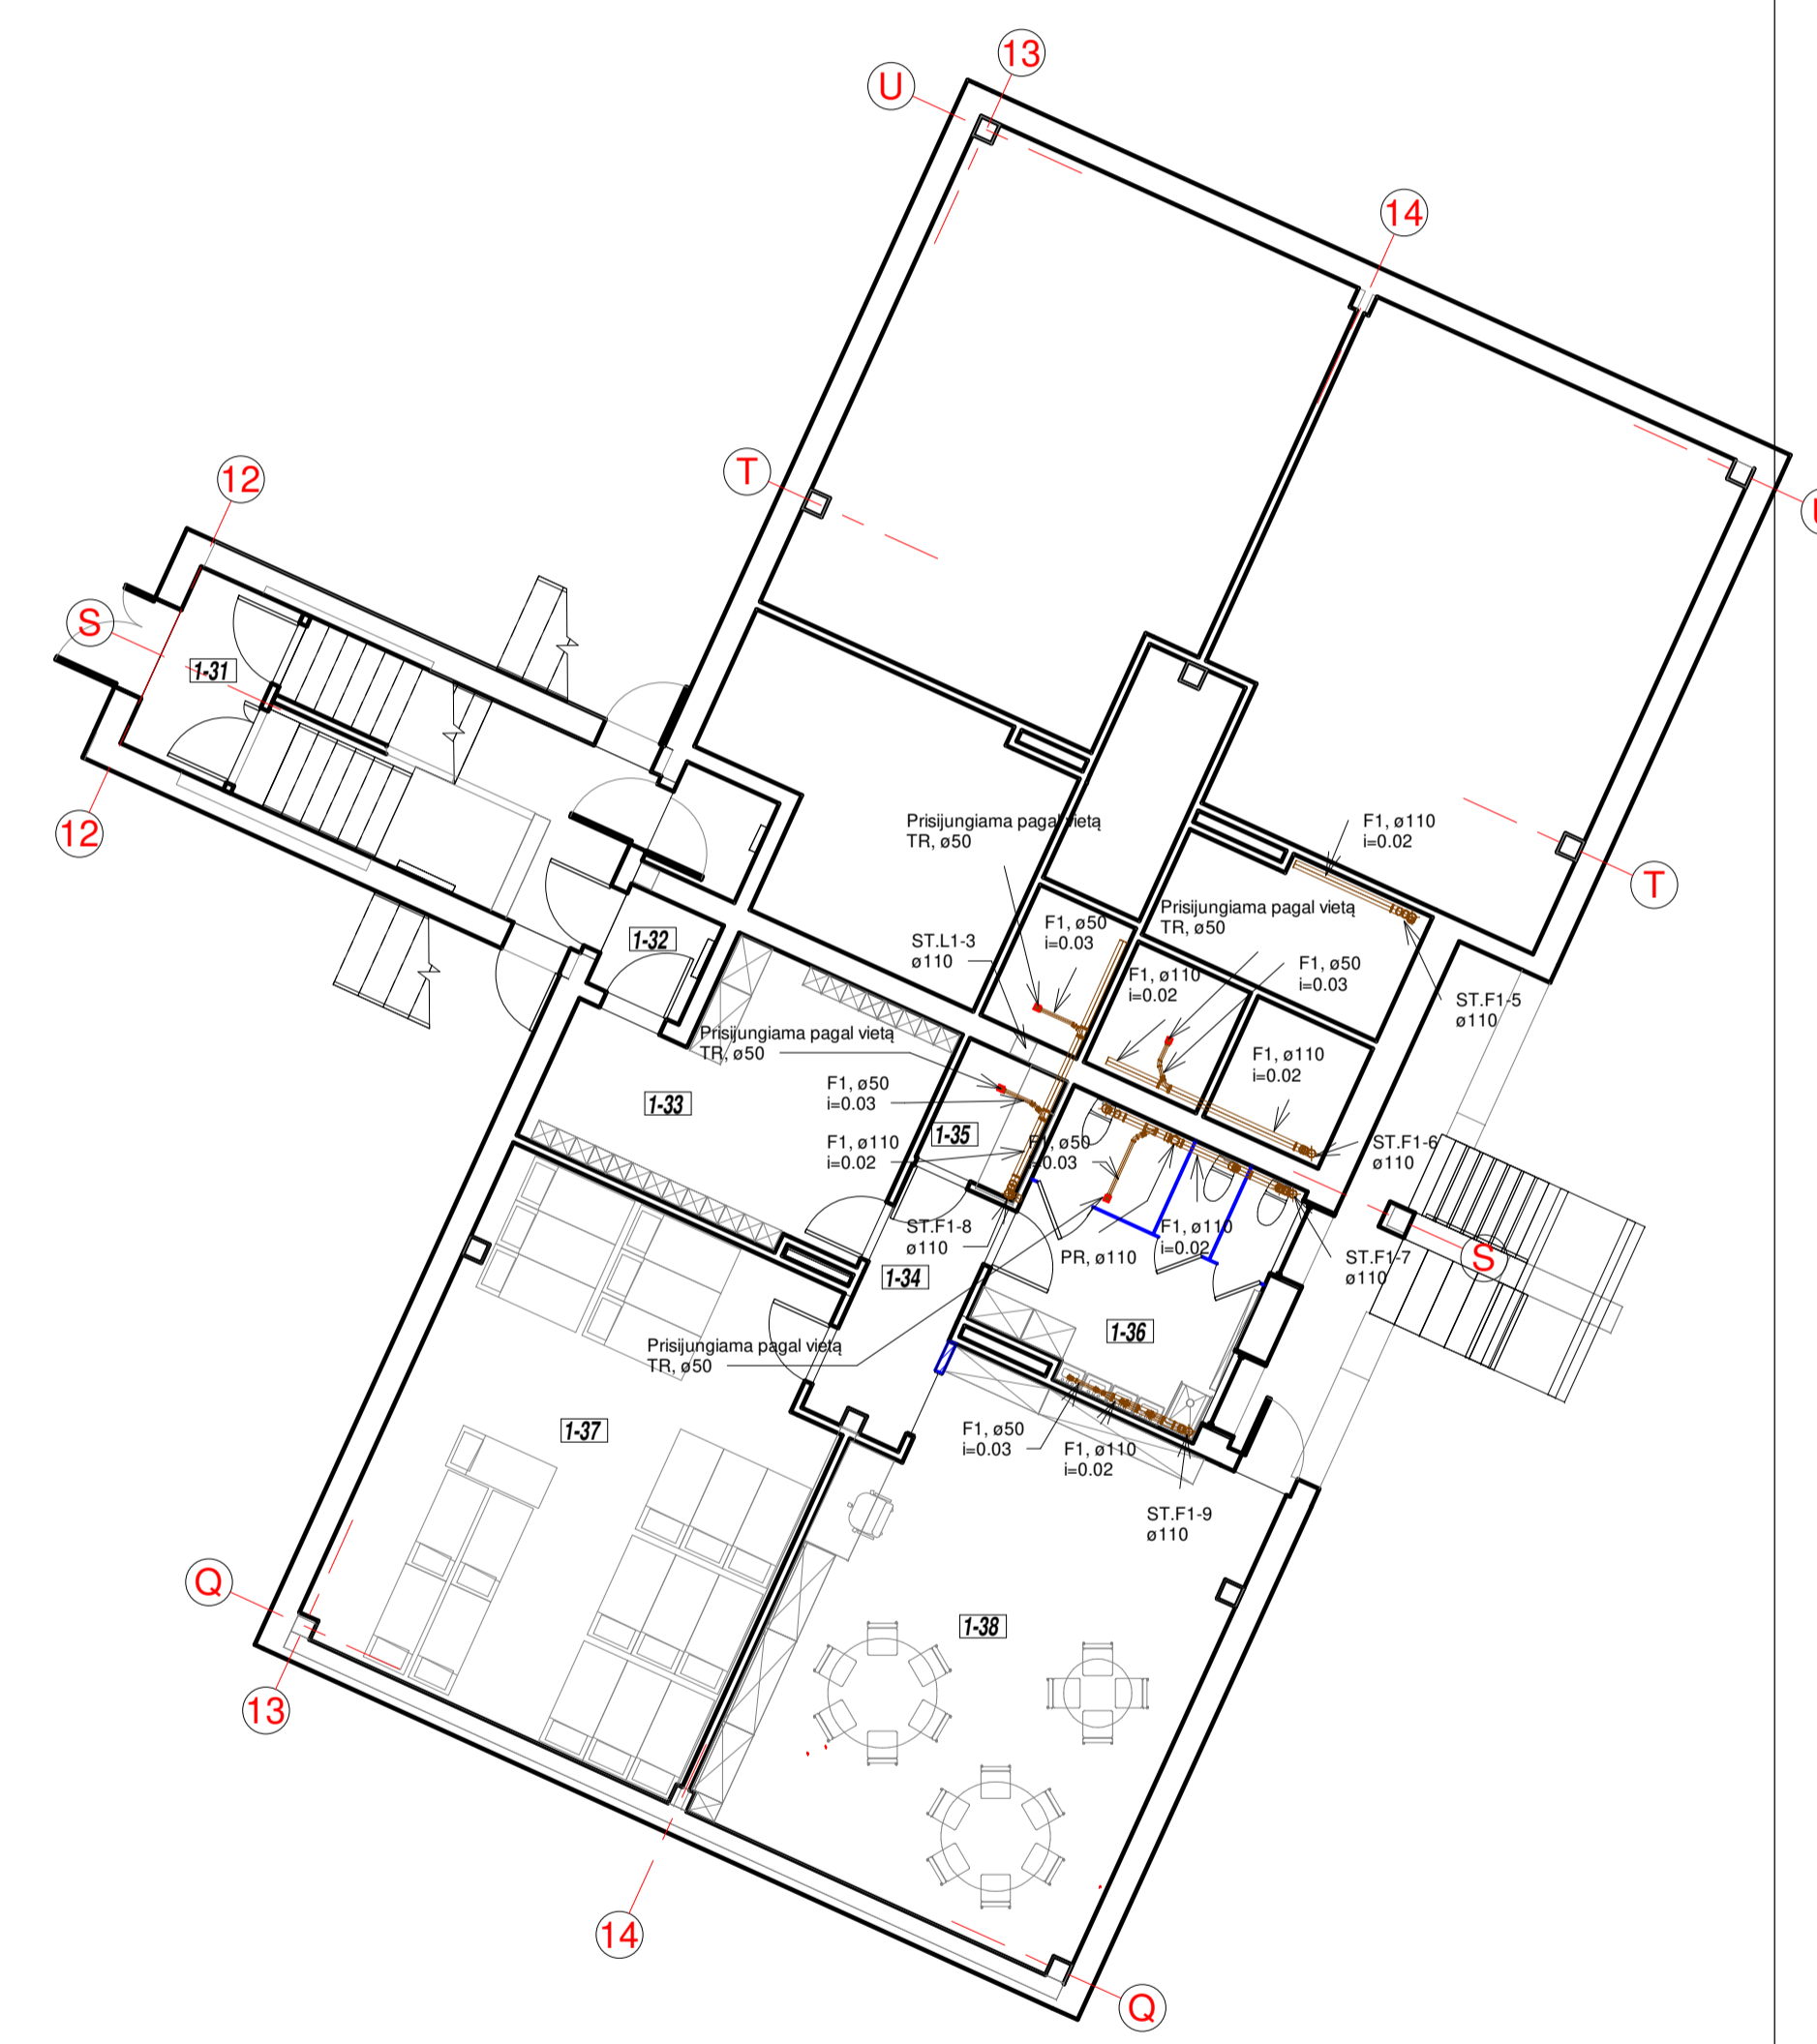 13
U
14
T
12
S
1-31
12
Prisijungiama pagal vietą
TR, ø50
F1, ø110
i=0.02
T
Prisijungiama pagal vietą
TR, ø50
F1, ø50
i=0.03
ST.L1-3
ø110
1-32
F1, ø110
i=0.02
F1, ø50
i=0.03
ST.F1-5
ø110
Prisijungiama pagal vietą
TR, ø50
F1, ø110
i=0.02
F1, ø50
i=0.03
1-33
F1, ø110
i=0.02
1-35
F1, ø50
i=0.03
ST.F1-6
ø110
ST.F1-8
ø110
PR, ø110
F1, ø110
i=0.02
ST.F1-7
ø110
S
1-34
1-36
Prisijungiama pagal vietą
TR, ø50
1-37
F1, ø50
i=0.03
F1, ø110
i=0.02
ST.F1-9
ø110
Q
1-38
13
14
Q